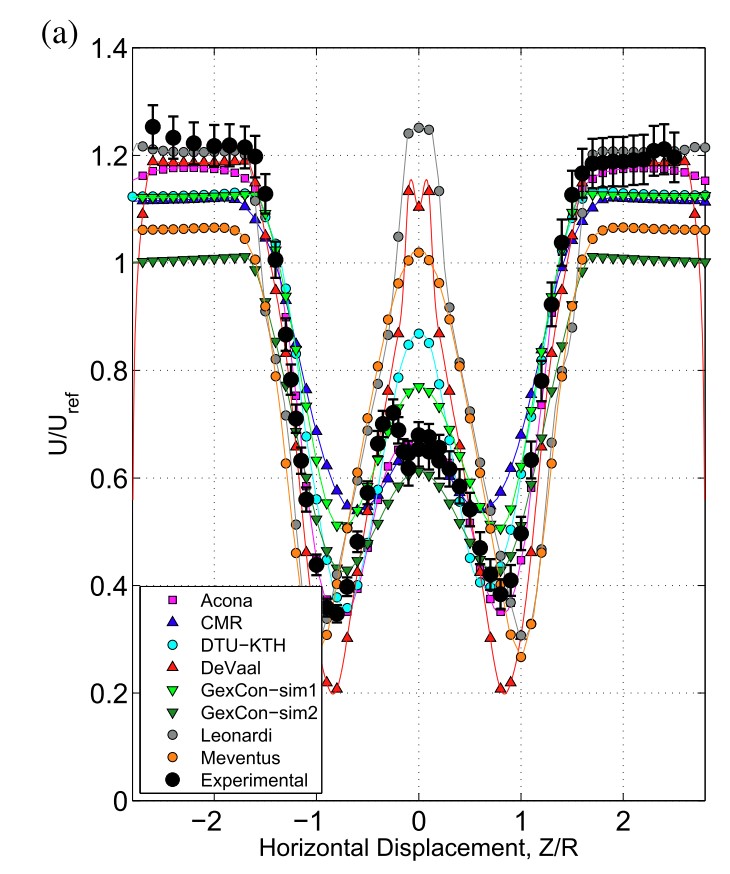 (a)
1.4
1.2
1
0.8
0.6
0.4
0.2
0
U/Uref
Acona
CMR
DTU−KTH
DeVaal
GexCon−sim1
GexCon−sim2
Leonardi
Meventus
Experimental
−2 −1 0 1 2
Horizontal Displacement, Z/R